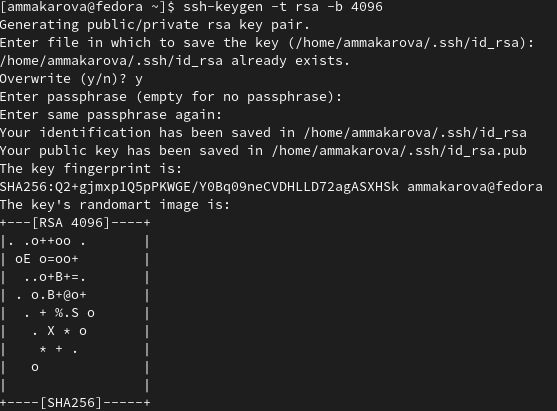 [ammakarova@fedora ~]$ ssh-keygen -t rsa -b 4096
Generating public/private rsa key pair.
Enter file in which to save the key (/home/ammakarova/.ssh/id_rsa):
/home/ammakarova/.ssh/id_rsa already exists.
Overwrite (y/n)? y
Enter passphrase (empty for no passphrase):
Enter same passphrase again:
Your identification has been saved in /home/ammakarova/.ssh/id_rsa
Your public key has been saved in /home/ammakarova/.ssh/id_rsa.pub
The key fingerprint is:
SHA256:Q2+gjmxp1Q5pPKWGE/Y0Bq09neCVDHLLD72agASXHSk ammakarova@fedora
The key's randomart image is:
+---[RSA 4096]----+
|. .o++oo .       |
| oE o=oo+        |
|  ..o+B+=.       |
| . o.B+@o+       |
|  . + %.S o      |
|   . X * o       |
|    * + .        |
|   o             |
|                 |
+----[SHA256]-----+